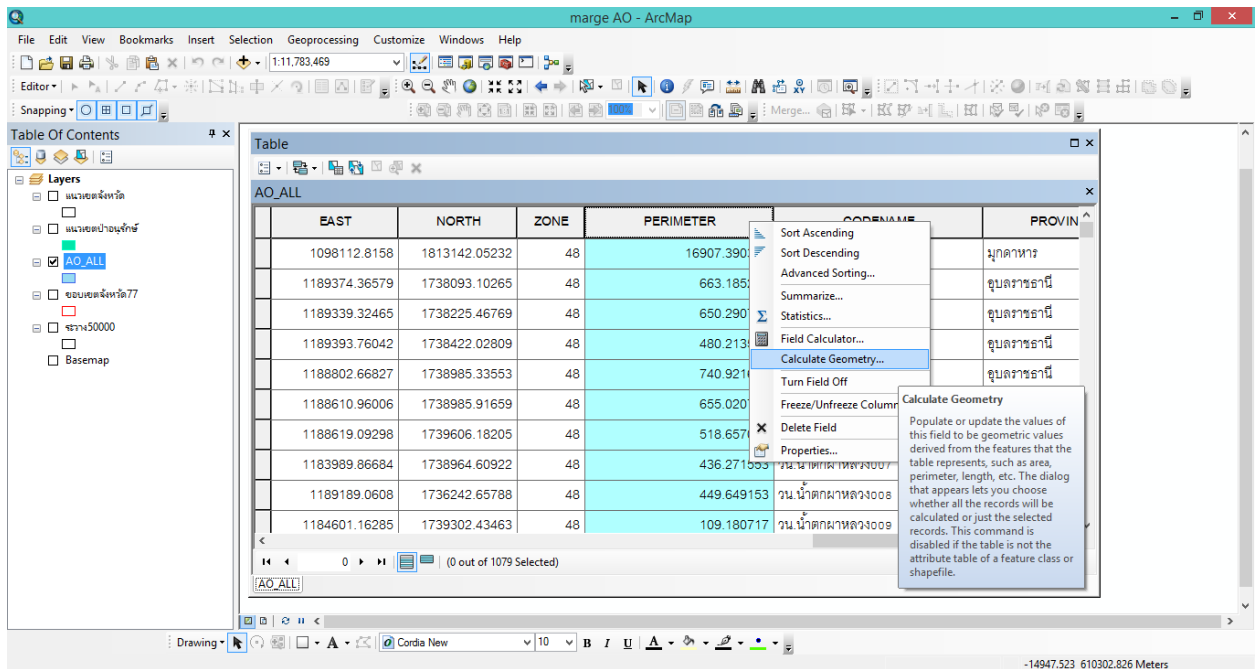 marge AO - ArcMap
File Edit View Bookmarks Insert Selection Geoprocessing Customize Windows Help
1:11,783,469
Editor
Snapping 100% Merge...
Table Of Contents
Layers
แนวเขตจังหวัด
แนวเขตป่าอนุรักษ์
AO_ALL
ขอบเขตจังหวัด77
ระวาง50000
Basemap
Table
AO_ALL
EAST NORTH ZONE PERIMETER CODENAME PROVIN
1098112.8158 1813142.05232 48 16907.390 มุกดาหาร
1189374.36579 1738093.10265 48 663.185 อุบลราชธานี
1189339.32465 1738225.46769 48 650.290 อุบลราชธานี
1189393.76042 1738422.02809 48 480.213 อุบลราชธานี
1188802.66827 1738985.33553 48 740.921 อุบลราชธานี
1188610.96006 1738985.91659 48 655.020
1188619.09298 1739606.18205 48 518.657
1183989.86684 1738964.60922 48 436.271553 วน.น้ำตกผาหลวง007
1189189.0608 1736242.65788 48 449.649153 วน.น้ำตกผาหลวง008
1184601.16285 1739302.43463 48 109.180717 วน.น้ำตกผาหลวง009
Sort Ascending
Sort Descending
Advanced Sorting...
Summarize...
Σ Statistics...
Field Calculator...
Calculate Geometry...
Turn Field Off
Freeze/Unfreeze Column
Delete Field
Properties...
Calculate Geometry
Populate or update the values of
this field to be geometric values
derived from the features that the
table represents, such as area,
perimeter, length, etc. The dialog
that appears lets you choose
whether all the records will be
calculated or just the selected
records. This command is
disabled if the table is not the
attribute table of a feature class or
shapefile.
0 (0 out of 1079 Selected)
AO_ALL
Drawing A Cordia New 10 B I U A
-14947.523 610302.826 Meters